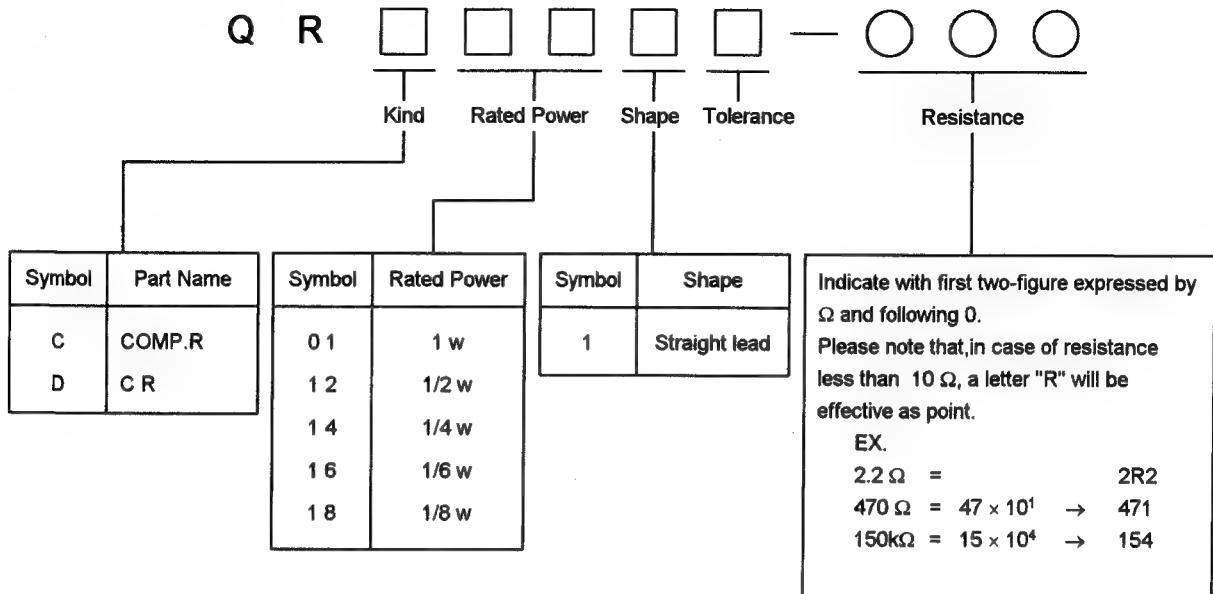 Q R □ □ □ □ □ — ○ ○ ○
Kind Rated Power Shape Tolerance Resistance
Symbol Part Name
C COMP.R
D C R
Symbol Rated Power
0 1 1 w
1 2 1/2 w
1 4 1/4 w
1 6 1/6 w
1 8 1/8 w
Symbol Shape
1 Straight lead
Indicate with first two-figure expressed by
Ω and following 0.
Please note that,in case of resistance
less than 10 Ω, a letter "R" will be
effective as point.
EX.
2.2 Ω = 2R2
470 Ω = 47 × 10¹ → 471
150kΩ = 15 × 10⁴ → 154